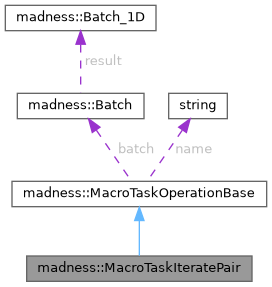 madness::Batch_1D
result
madness::Batch
string
batch
name
madness::MacroTaskOperationBase
madness::MacroTaskIteratePair